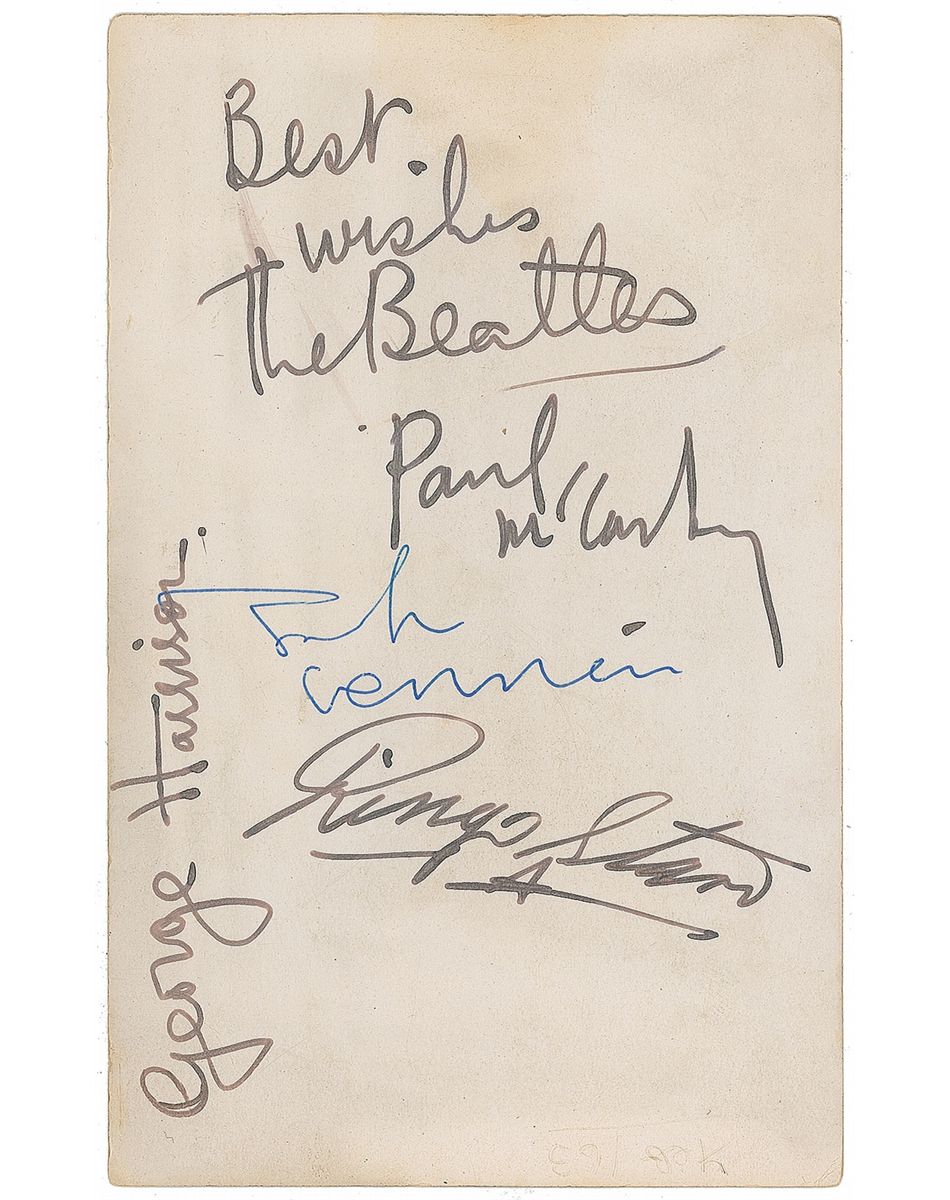 Best
wishes
The Beatles
Paul
McCartney
John
Lennon
Ringo Starr
George Harrison.